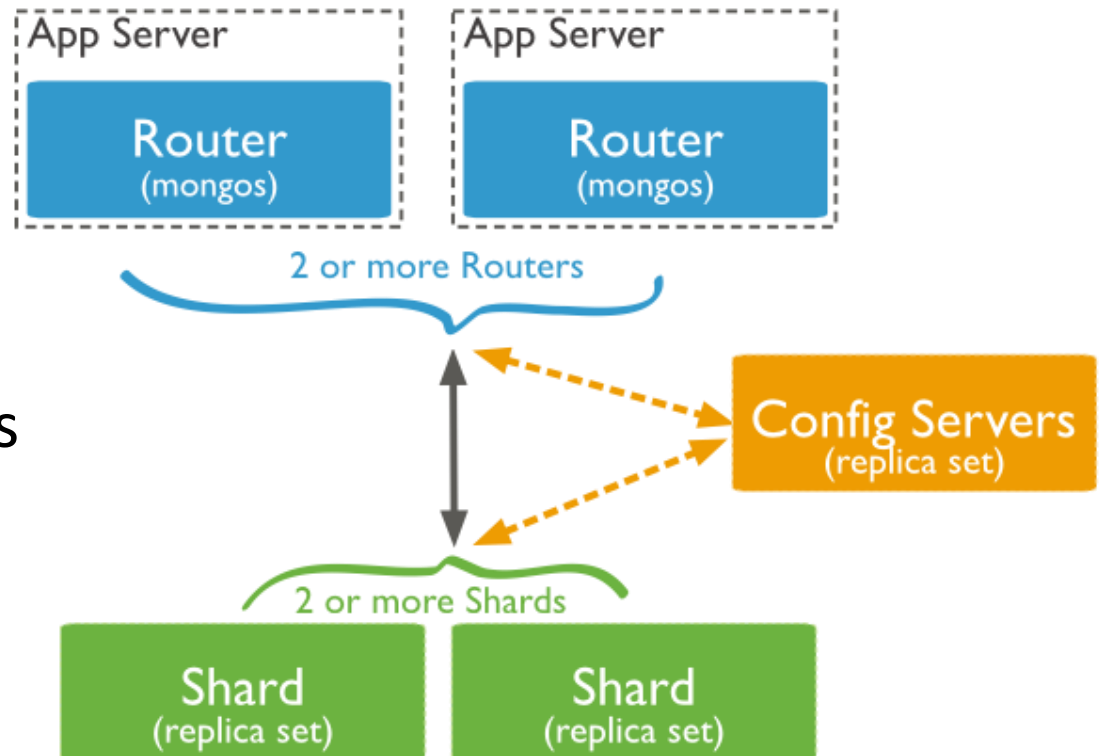 App Server
App Server
Router
(mongos)
Router
(mongos)
2 or more Routers
s
Config Servers
(replica set)
2 or more Shards
Shard
(replica set)
Shard
(replica set)